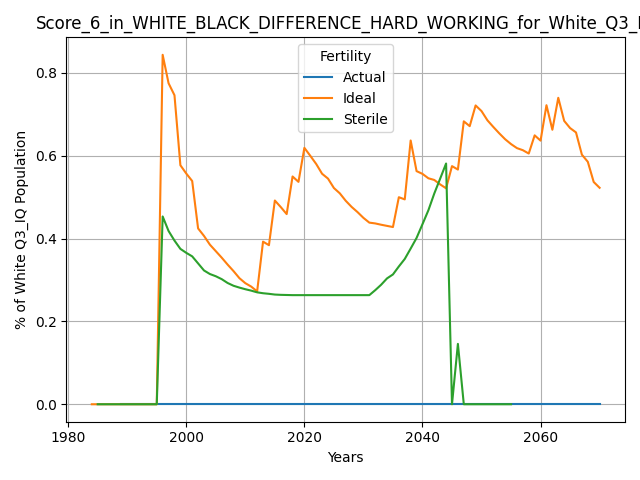 Score_6_in_WHITE_BLACK_DIFFERENCE_HARD_WORKING_for_White_Q3_I
Fertility
Actual
Ideal
Sterile
% of White Q3_IQ Population
0.8
0.6
0.4
0.2
0.0
1980
2000
2020
2040
2060
Years